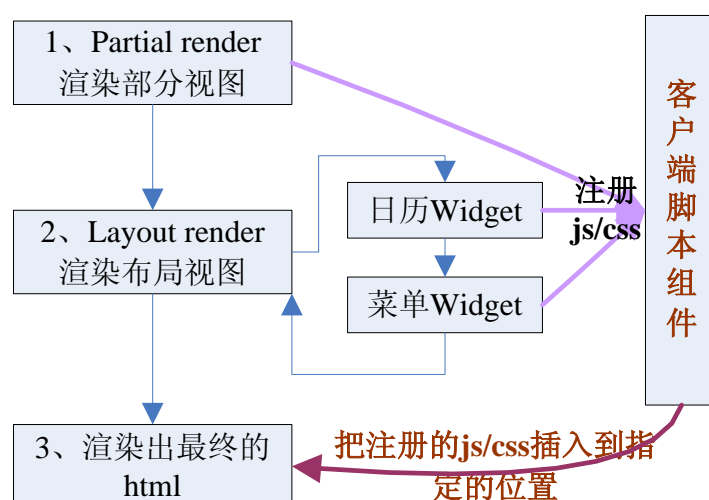 1、Partial render
渲染部分视图
客
户
端
脚
本
组
件
注册
js/css
日历Widget
2、Layout render
渲染布局视图
菜单Widget
3、渲染出最终的
html
把注册的js/css插入到指
定的位置